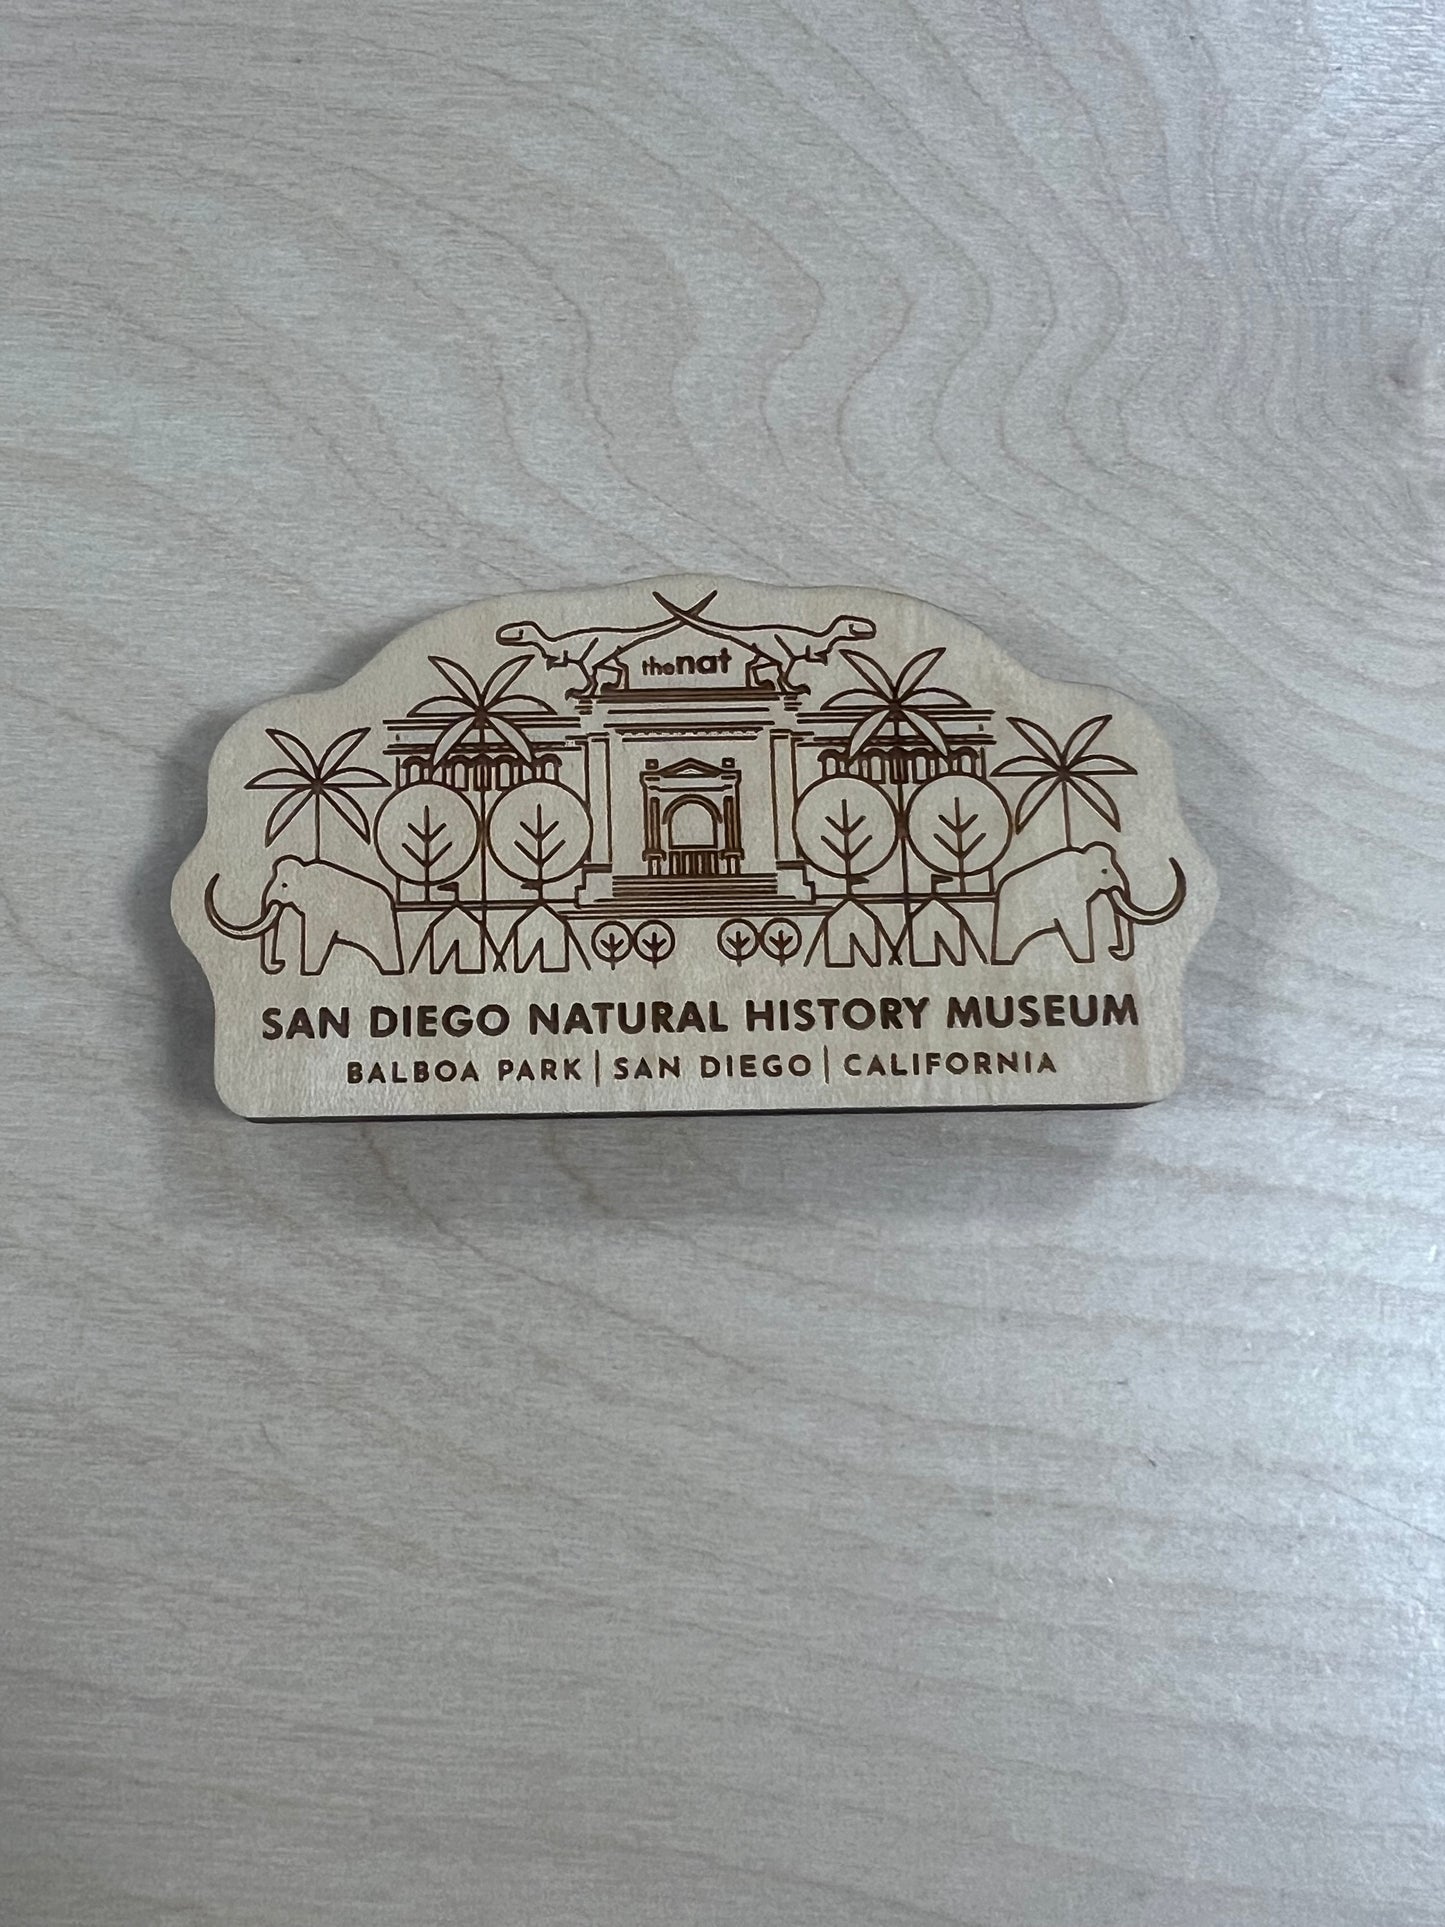 thenat
SAN DIEGO NATURAL HISTORY MUSEUM
BALBOA PARK | SAN DIEGO | CALIFORNIA